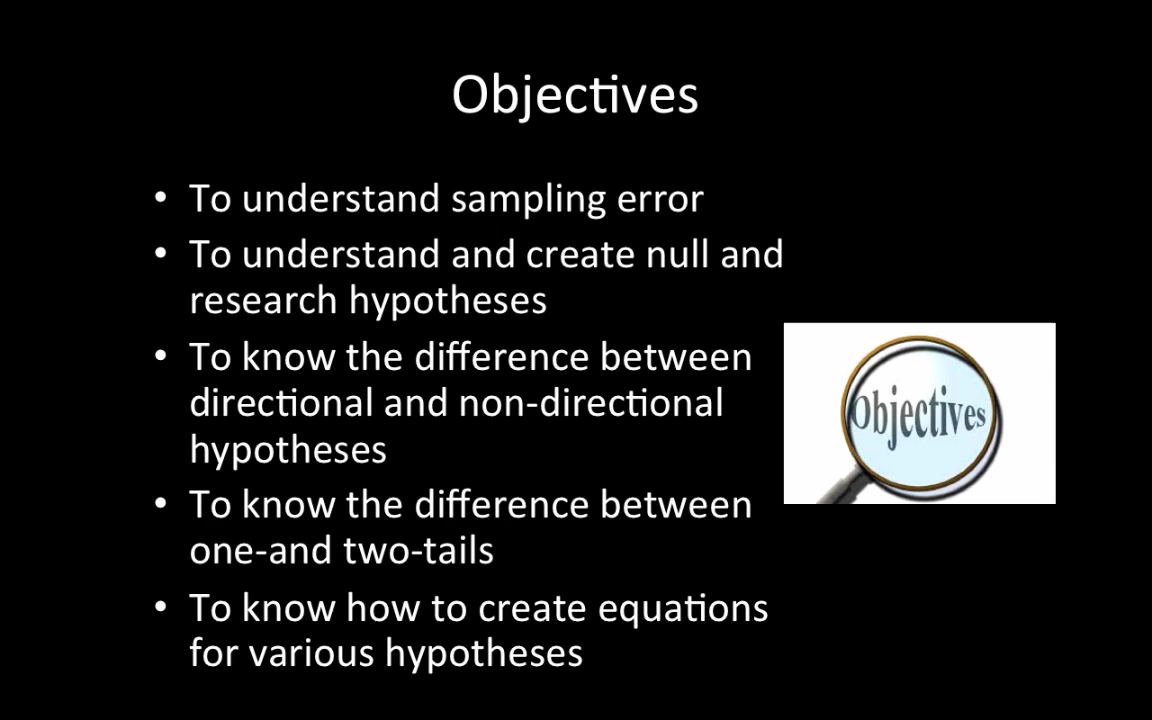 Objectives
• To understand sampling error
• To understand and create null and
research hypotheses
• To know the difference between
directional and non-directional
hypotheses
• To know the difference between
one-and two-tails
• To know how to create equations
for various hypotheses
Objectives